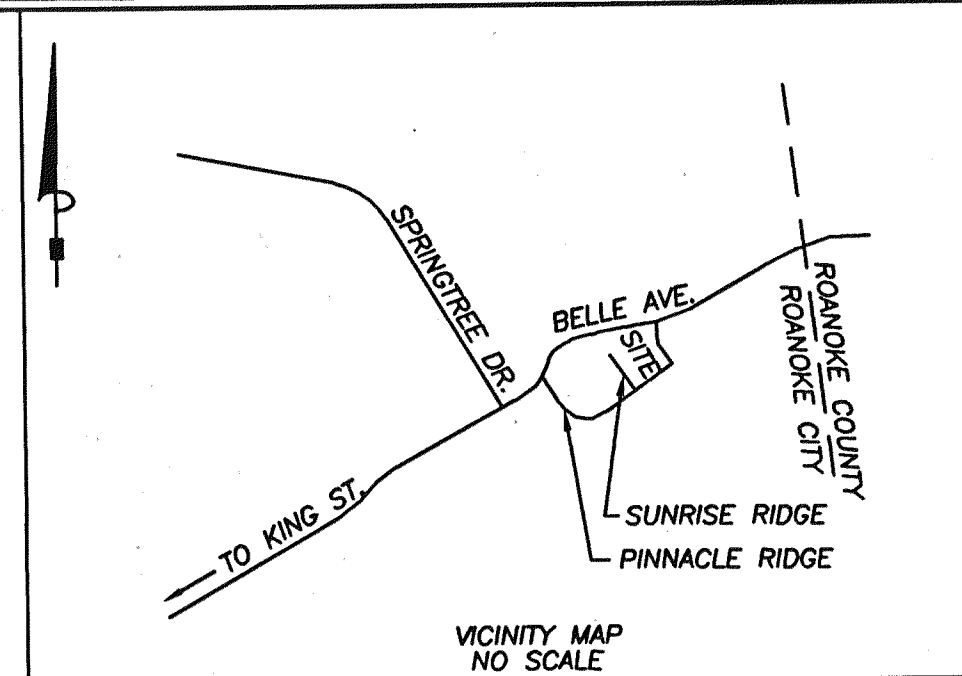 SPRINGTREE DR.
BELLE AVE.
SITE
ROANOKE COUNTY
ROANOKE CITY
TO KING ST.
SUNRISE RIDGE
PINNACLE RIDGE
VICINITY MAP
NO SCALE